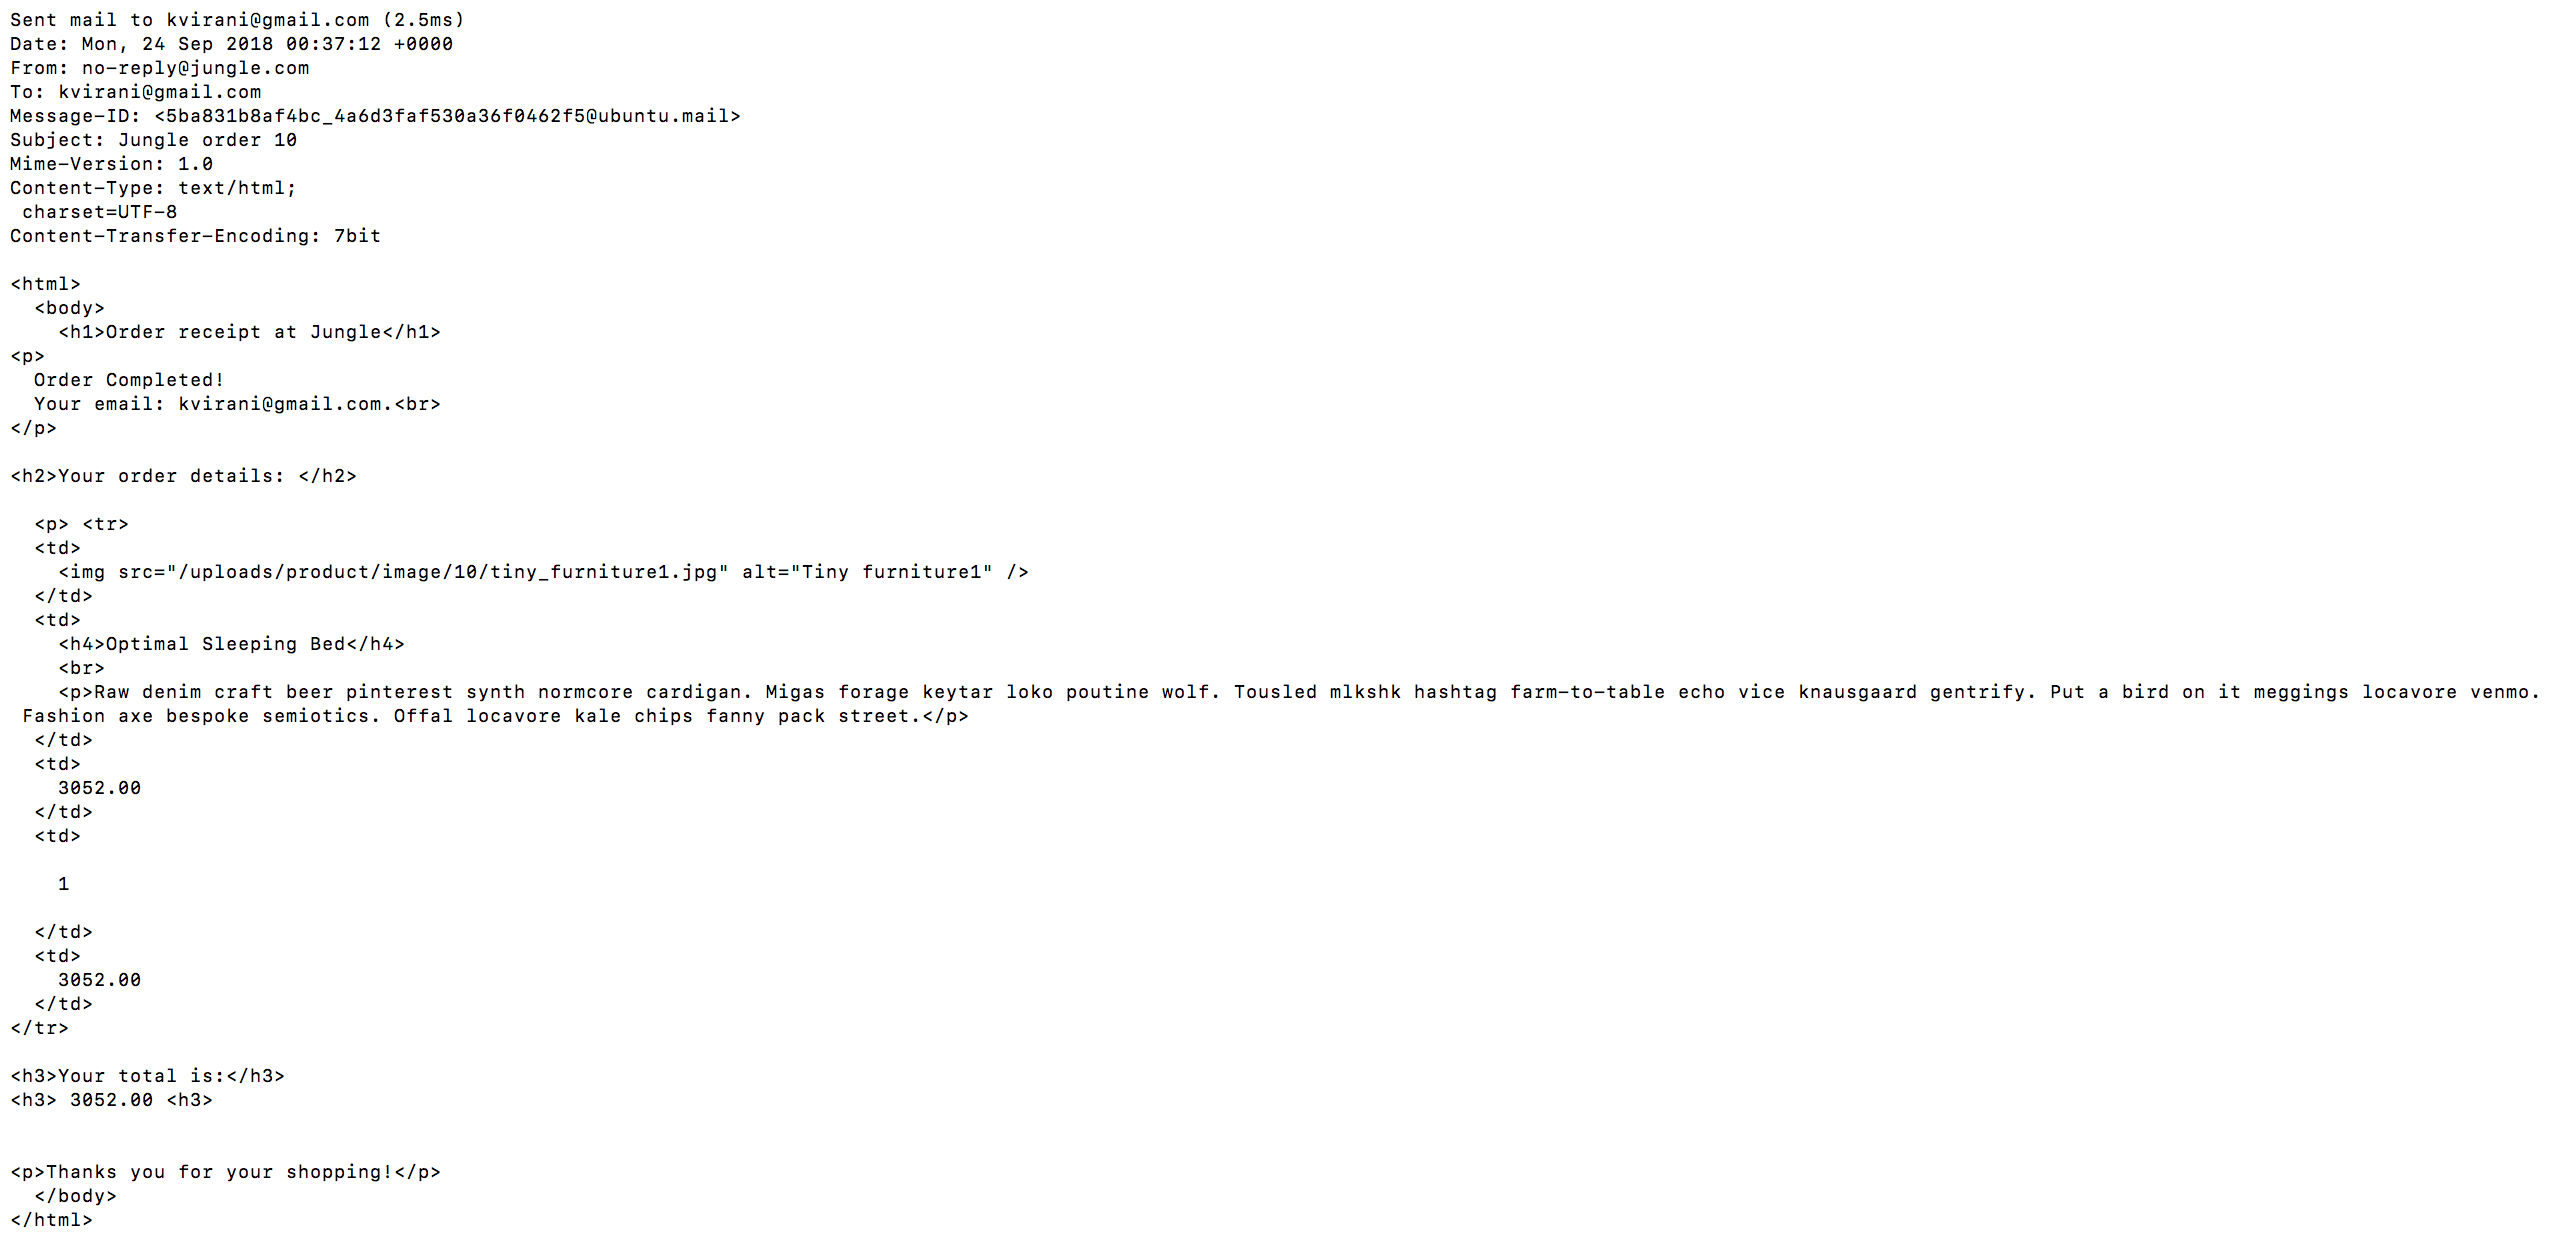 Sent mail to kvirani@gmail.com (2.5ms)
Date: Mon, 24 Sep 2018 00:37:12 +0000
From: no-reply@jungle.com
To: kvirani@gmail.com
Message-ID: <5ba831b8af4bc_4a6d3faf530a36f0462f5@ubuntu.mail>
Subject: Jungle order 10
Mime-Version: 1.0
Content-Type: text/html;
 charset=UTF-8
Content-Transfer-Encoding: 7bit

<html>
  <body>
    <h1>Order receipt at Jungle</h1>
<p>
  Order Completed!
  Your email: kvirani@gmail.com.<br>
</p>

<h2>Your order details: </h2>

  <p> <tr>
  <td>
    <img src="/uploads/product/image/10/tiny_furniture1.jpg" alt="Tiny furniture1" />
  </td>
  <td>
    <h4>Optimal Sleeping Bed</h4>
    <br>
    <p>Raw denim craft beer pinterest synth normcore cardigan. Migas forage keytar loko poutine wolf. Tousled mlkshk hashtag farm-to-table echo vice knausgaard gentrify. Put a bird on it meggings locavore venmo.
 Fashion axe bespoke semiotics. Offal locavore kale chips fanny pack street.</p>
  </td>
  <td>
    3052.00
  </td>
  <td>

    1

  </td>
  <td>
    3052.00
  </td>
</tr>

<h3>Your total is:</h3>
<h3> 3052.00 <h3>


<p>Thanks you for your shopping!</p>
  </body>
</html>